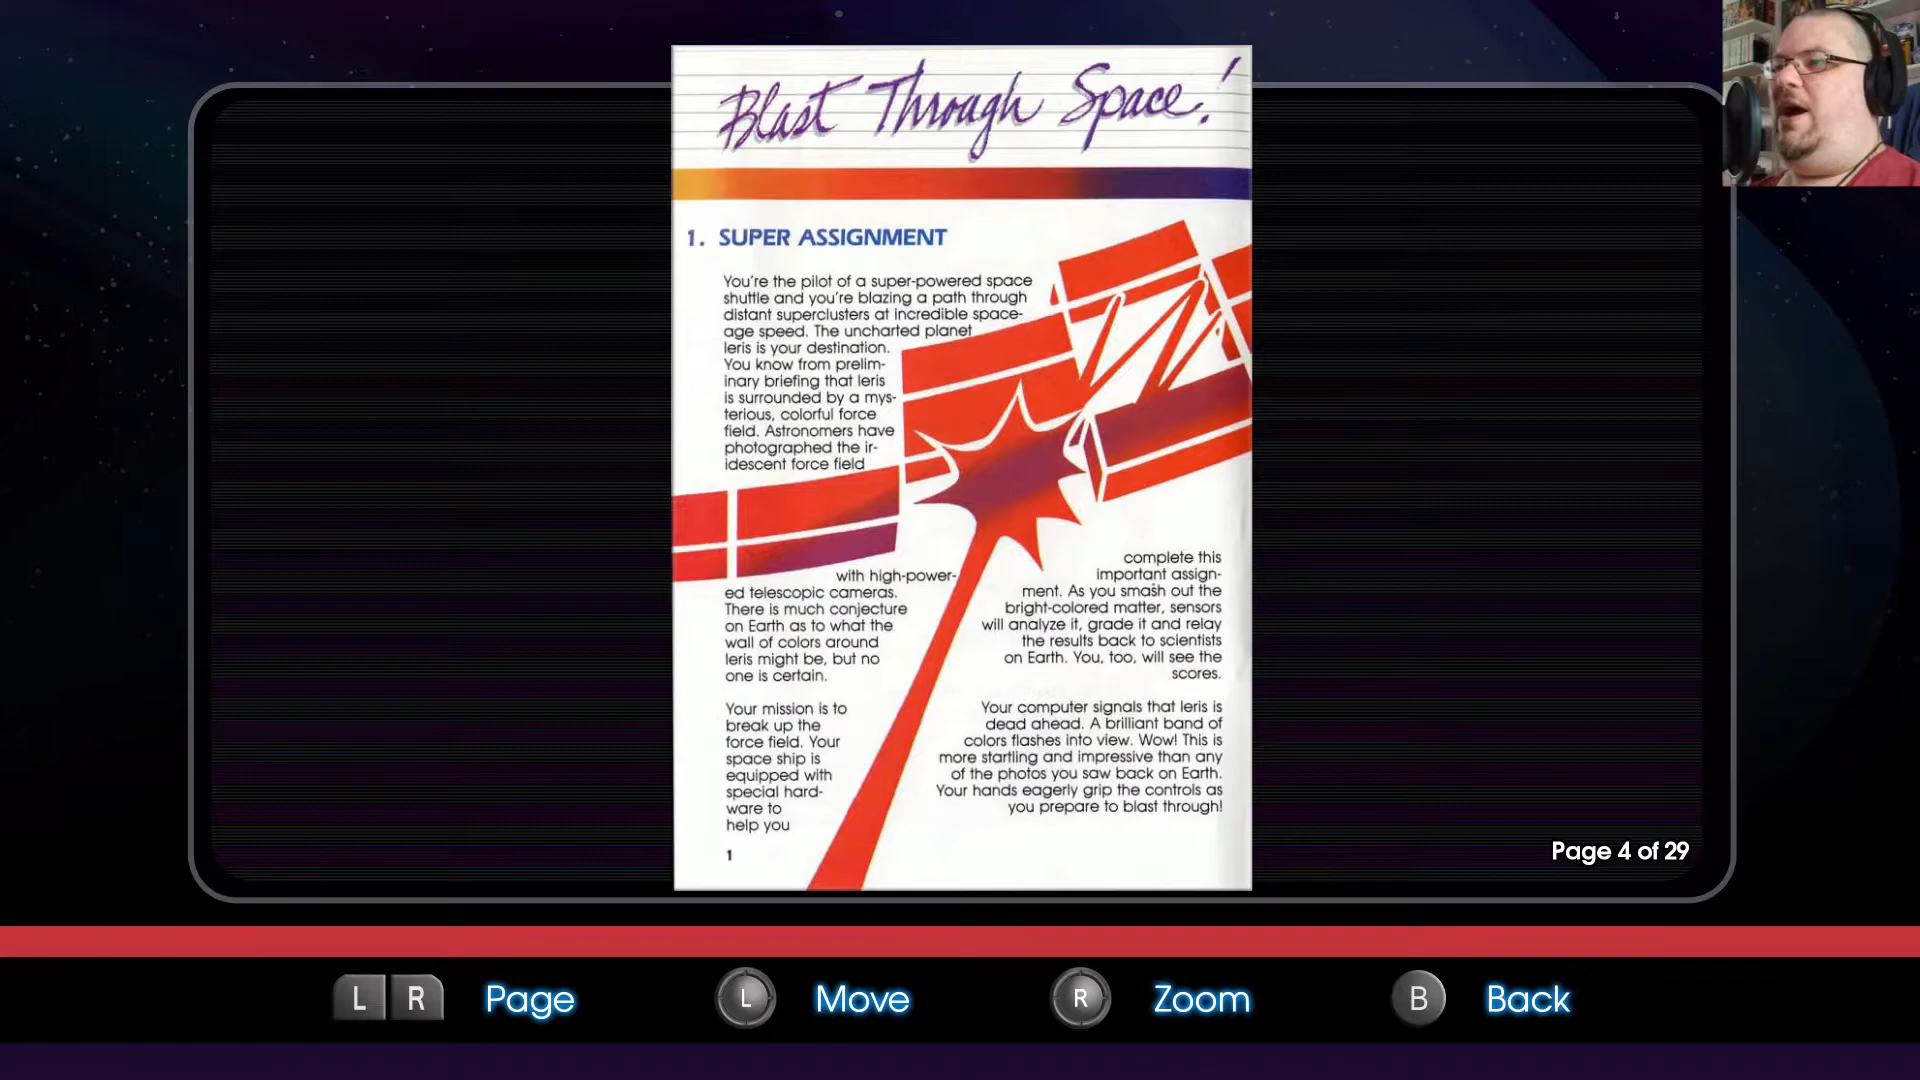 Blast Through Space!
1. SUPER ASSIGNMENT
You're the pilot of a super-powered space
shuttle and you're blazing a path through
distant superclusters at incredible space-
age speed. The uncharted planet
Ieris is your destination.
You know from prelim-
inary briefing that Ieris
is surrounded by a mys-
terious, colorful force
field. Astronomers have
photographed the ir-
idescent force field
with high-power-
ed telescopic cameras.
There is much conjecture
on Earth as to what the
wall of colors around
Ieris might be, but no
one is certain.
Your mission is to
break up the
force field. Your
space ship is
equipped with
special hard-
ware to
help you
complete this
important assign-
ment. As you smash out the
bright-colored matter, sensors
will analyze it, grade it and relay
the results back to scientists
on Earth. You, too, will see the
scores.
Your computer signals that Ieris is
dead ahead. A brilliant band of
colors flashes into view. Wow! This is
more startling and impressive than any
of the photos you saw back on Earth.
Your hands eagerly grip the controls as
you prepare to blast through!
1
Page 4 of 29
L R Page
L Move
R Zoom
B Back